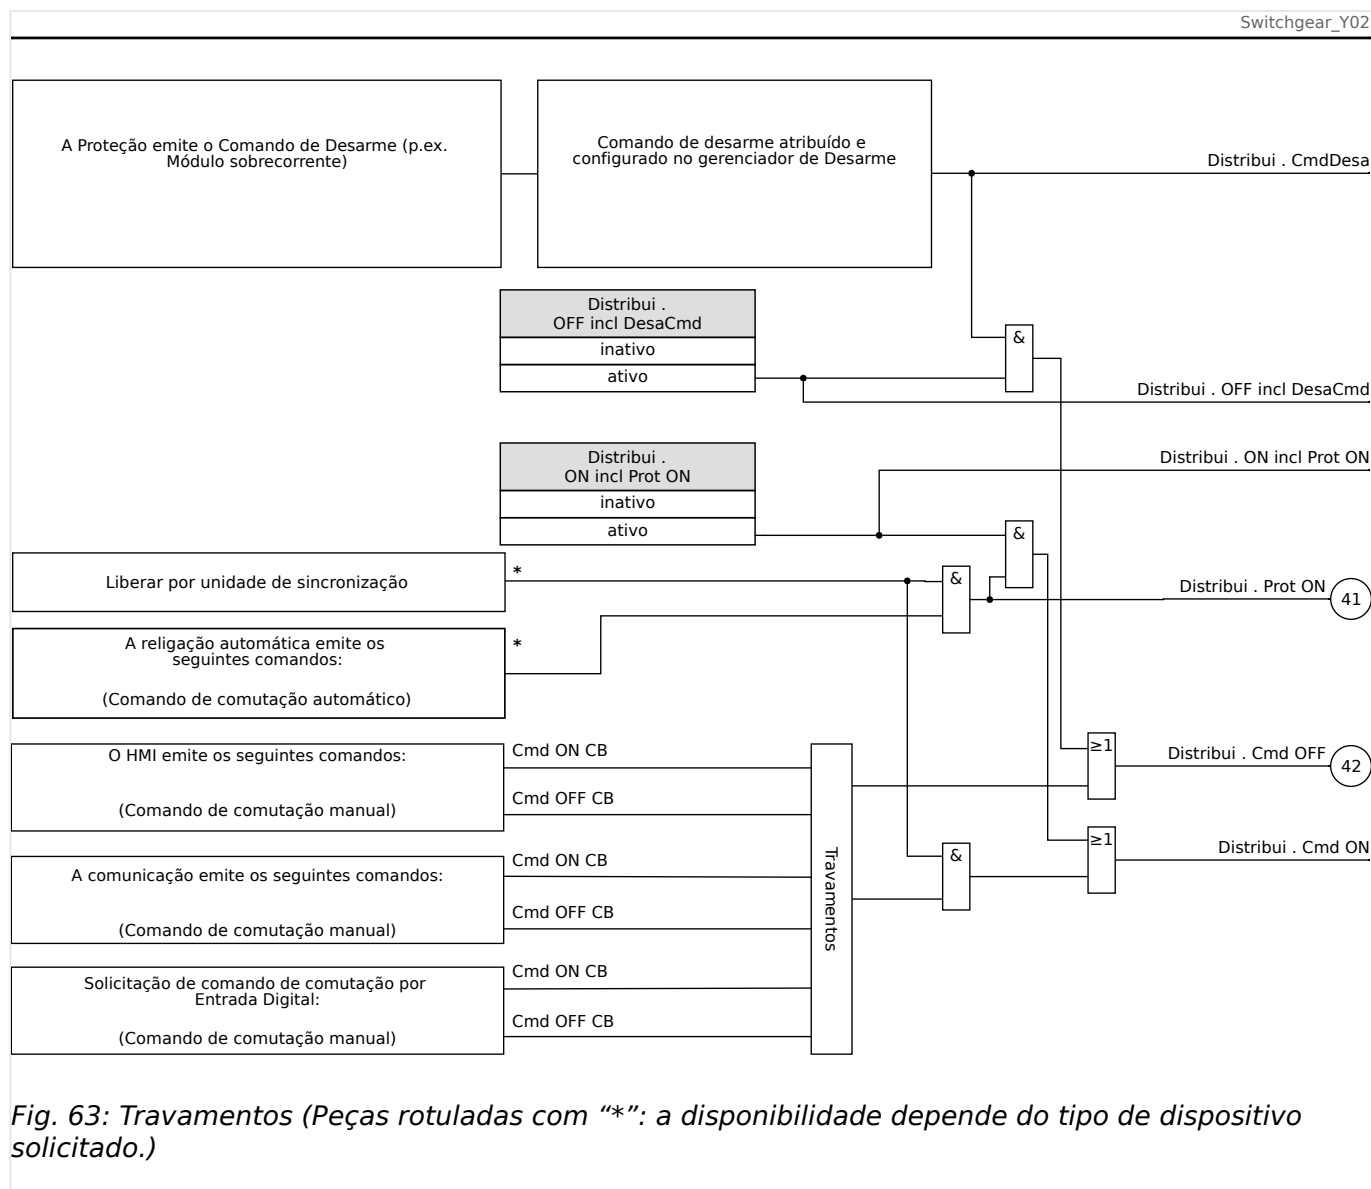 Switchgear_Y02
A Proteção emite o Comando de Desarme (p.ex.
Módulo sobrecorrente)
Comando de desarme atribuído e
configurado no gerenciador de Desarme
Distribui . CmdDesa
Distribui .
OFF incl DesaCmd
inativo
ativo
&
Distribui . OFF incl DesaCmd
Distribui .
ON incl Prot ON
inativo
ativo
Distribui . ON incl Prot ON
&
Liberar por unidade de sincronização
*
&
Distribui . Prot ON
41
A religação automática emite os
seguintes comandos:
(Comando de comutação automático)
*
O HMI emite os seguintes comandos:
(Comando de comutação manual)
Cmd ON CB
Cmd OFF CB
≥1
Distribui . Cmd OFF
42
A comunicação emite os seguintes comandos:
(Comando de comutação manual)
Cmd ON CB
Cmd OFF CB
Travamentos
&
≥1
Distribui . Cmd ON
Solicitação de comando de comutação por
Entrada Digital:
(Comando de comutação manual)
Cmd ON CB
Cmd OFF CB
Fig. 63: Travamentos (Peças rotuladas com “*”: a disponibilidade depende do tipo de dispositivo
solicitado.)